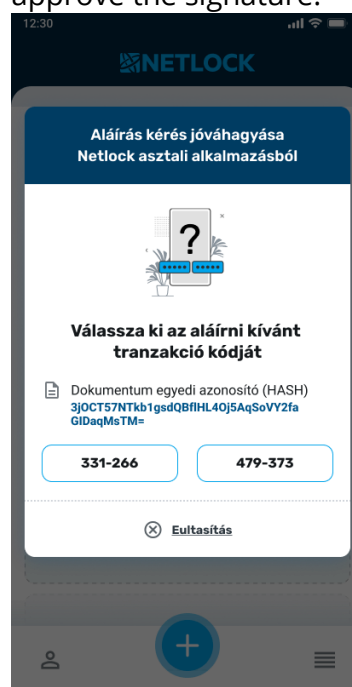 approve the signature.
12:30
NETLOCK
Aláírás kérés jóváhagyása
Netlock asztali alkalmazásból
?
Válassza ki az aláírni kívánt
tranzakció kódját
Dokumentum egyedi azonosító (HASH)
3jOCT57NTkb1gsdQBflHL4Oj5AqSoVY2fa
GIDaqMsTM=
331-266 479-373
Eultasítás